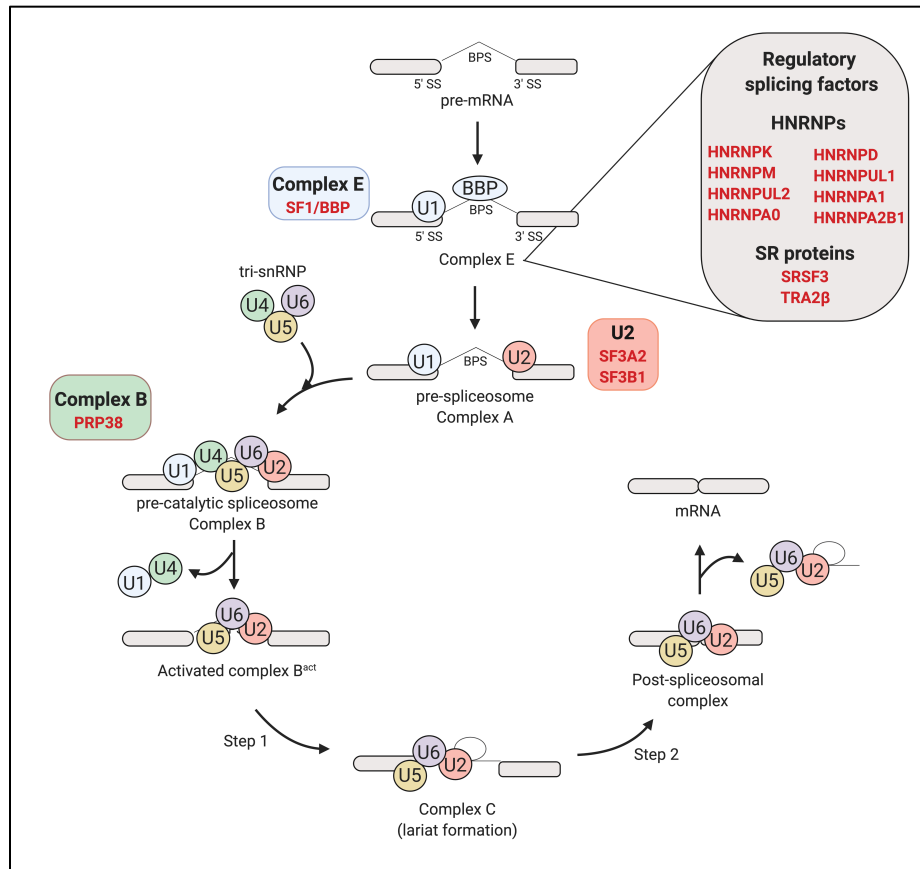 BPS
5' SS
3' SS
pre-mRNA
Regulatory
splicing factors
HNRNPs
HNRNPK
HNRNPD
HNRNPM
HNRNPUL1
HNRNPUL2
HNRNPA1
HNRNPA0
HNRNPA2B1
SR proteins
SRSF3
TRA2β
Complex E
SF1/BBP
U1
BBP
BPS
5' SS
3' SS
Complex E
tri-snRNP
U4
U6
U5
U1
BPS
U2
pre-spliceosome
Complex A
U2
SF3A2
SF3B1
Complex B
PRP38
U1
U4
U5
U6
U2
pre-catalytic spliceosome
Complex B
U1
U4
U5
U6
U2
Activated complex Bact
Step 1
U5
U6
U2
Complex C
(lariat formation)
Step 2
U5
U6
U2
Post-spliceosomal
complex
mRNA
U5
U6
U2